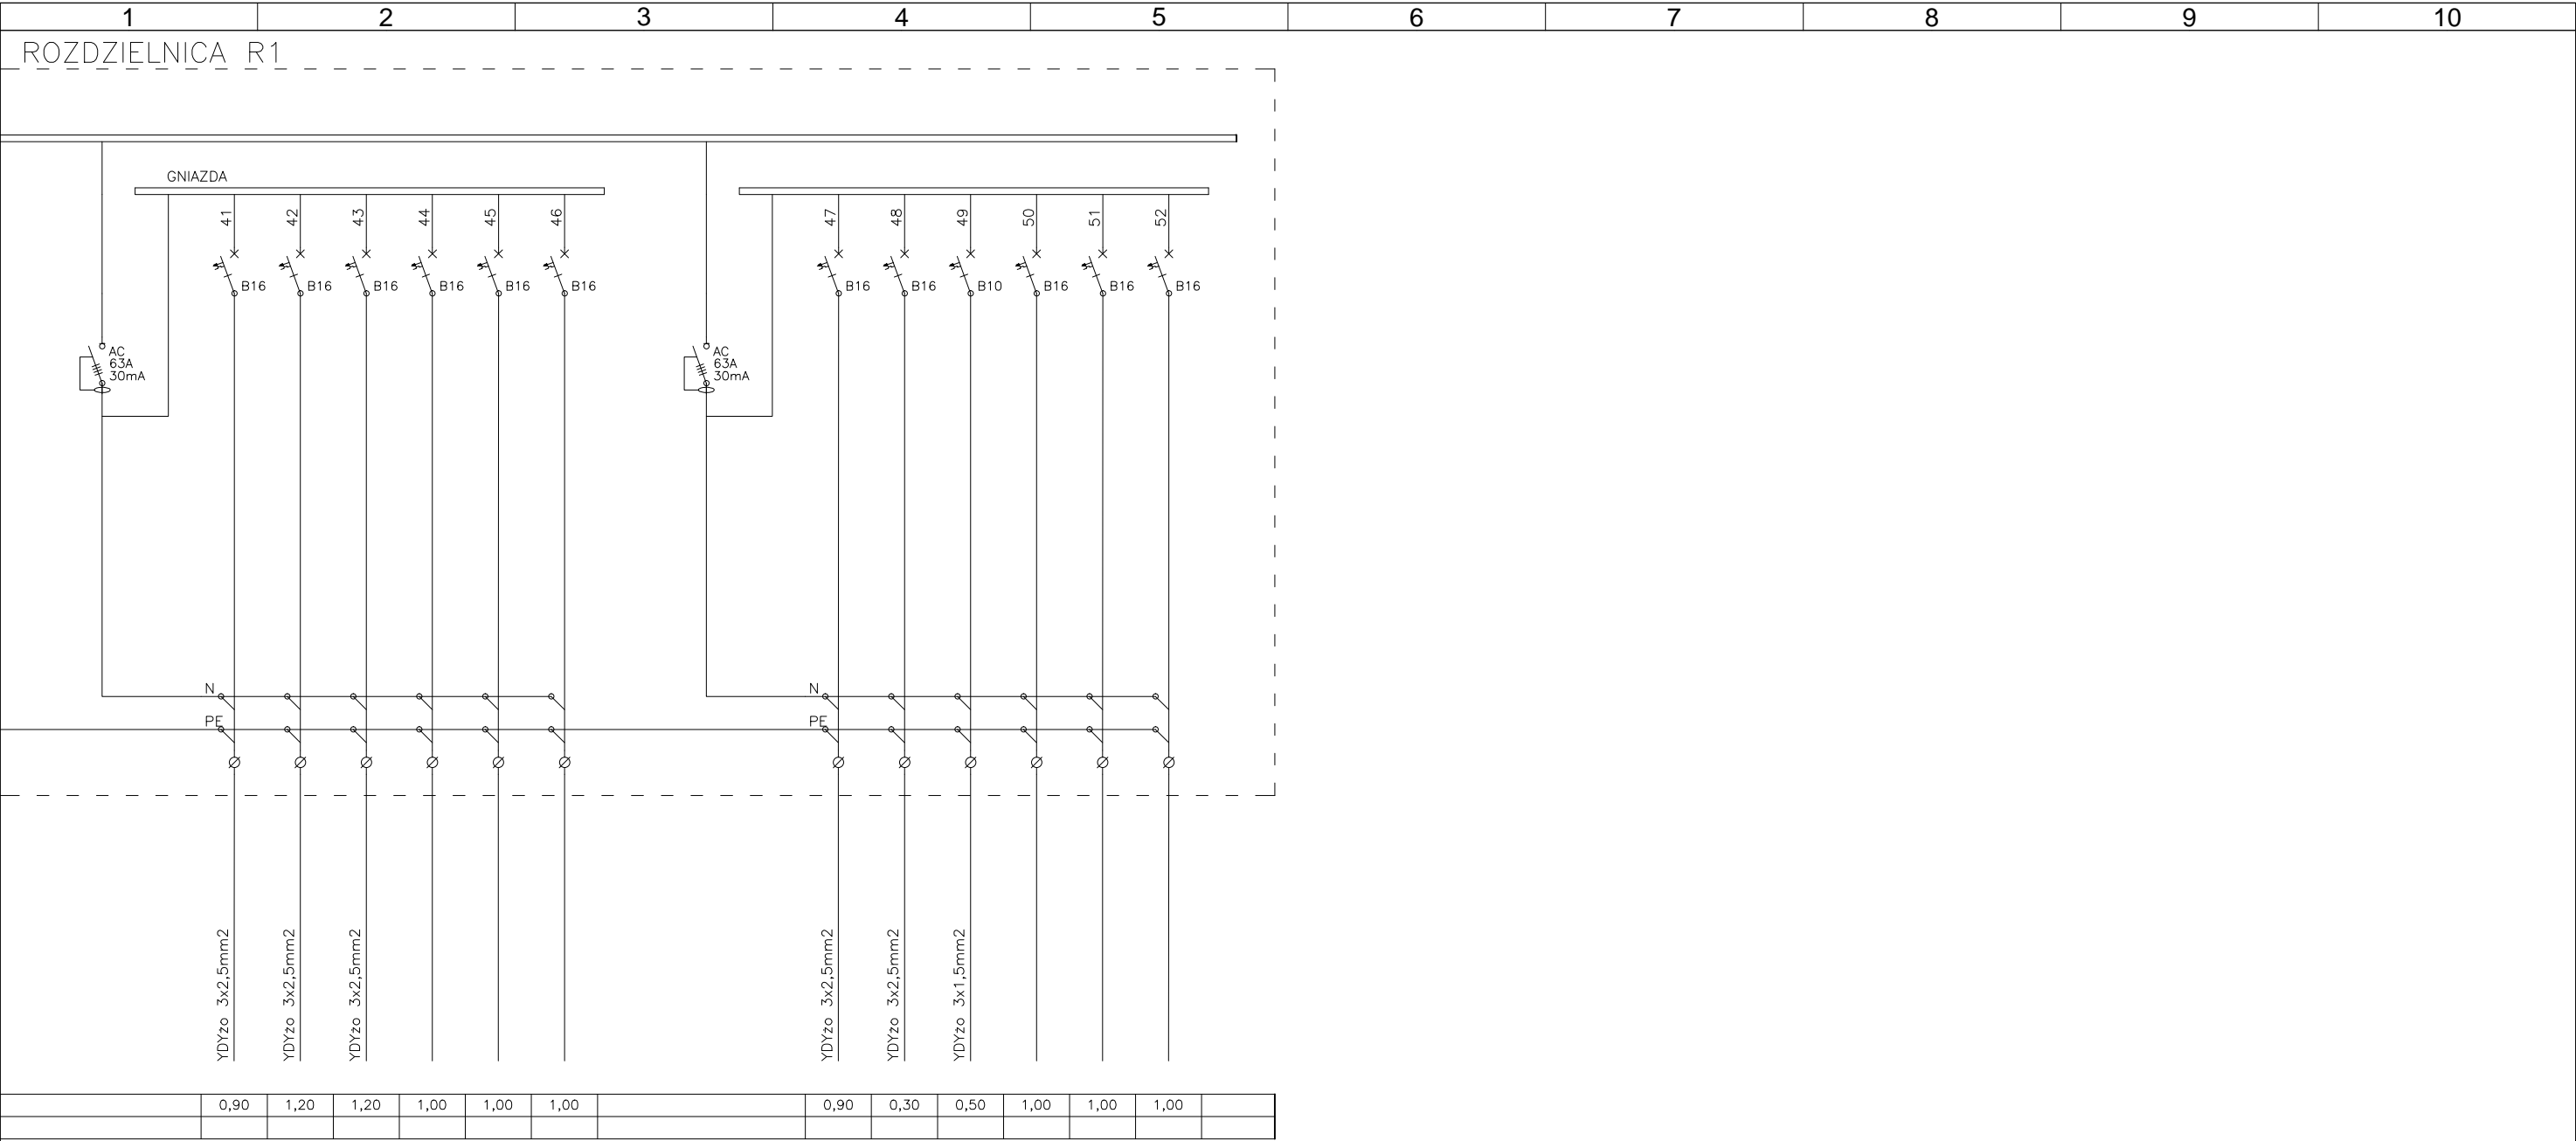 1 2 3 4 5 6 7 8 9 10
ROZDZIELNICA R1
GNIAZDA
41 42 43 44 45 46 47 48 49 50 51 52
B16 B16 B16 B16 B16 B16 B16 B16 B10 B16 B16 B16
AC
63A
30mA
AC
63A
30mA
N N
PE PE
YDYżo 3x2,5mm2
YDYżo 3x2,5mm2
YDYżo 3x2,5mm2
YDYżo 3x2,5mm2
YDYżo 3x2,5mm2
YDYżo 3x1,5mm2
0,90 1,20 1,20 1,00 1,00 1,00 0,90 0,30 0,50 1,00 1,00 1,00